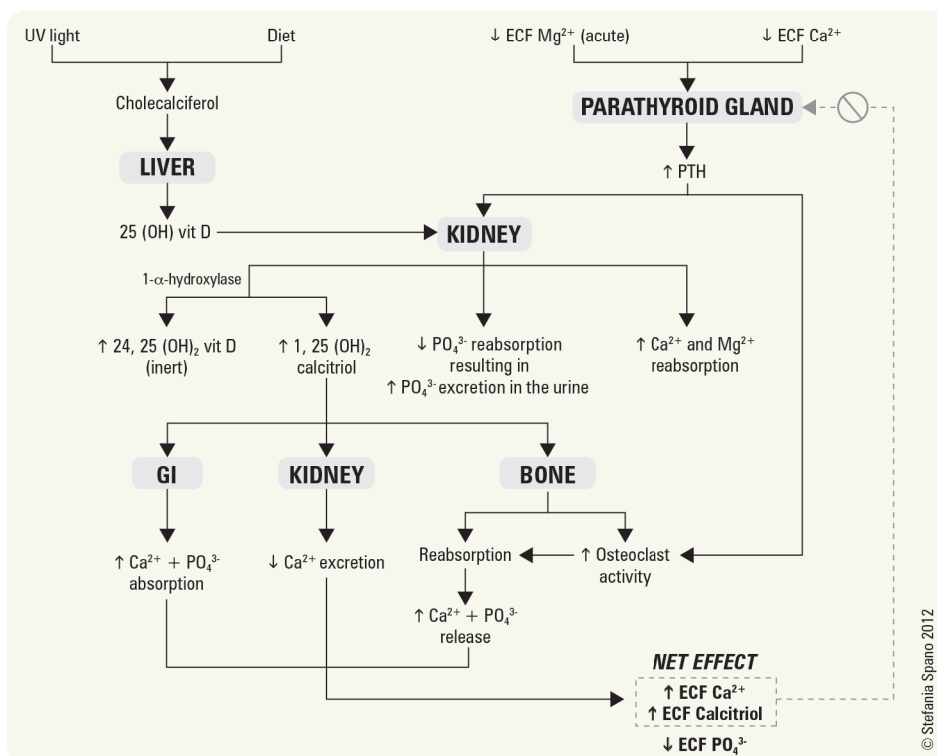 UV light
Diet
↓ ECF Mg²⁺ (acute)
↓ ECF Ca²⁺
Cholecalciferol
PARATHYROID GLAND
LIVER
↑ PTH
25 (OH) vit D
KIDNEY
1-α-hydroxylase
↑ 24, 25 (OH)₂ vit D
(inert)
↑ 1, 25 (OH)₂
calcitriol
↓ PO₄³⁻ reabsorption
resulting in
↑ PO₄³⁻ excretion in the urine
↑ Ca²⁺ and Mg²⁺
reabsorption
GI
KIDNEY
BONE
↑ Ca²⁺ + PO₄³⁻
absorption
↓ Ca²⁺ excretion
Reabsorption
↑ Osteoclast
activity
↑ Ca²⁺ + PO₄³⁻
release
NET EFFECT
↑ ECF Ca²⁺
↑ ECF Calcitriol
↓ ECF PO₄³⁻
© Stefania Spano 2012